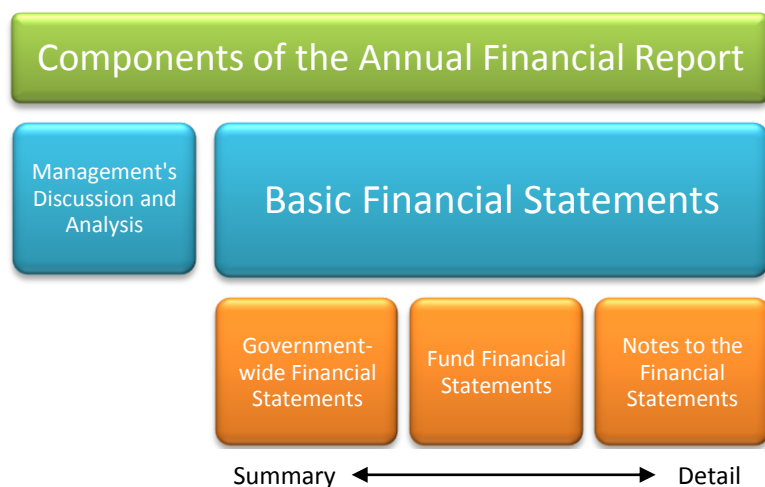 Components of the Annual Financial Report
Management's
Discussion and
Analysis
Basic Financial Statements
Government-
wide Financial
Statements
Fund Financial
Statements
Notes to the
Financial
Statements
Summary
Detail